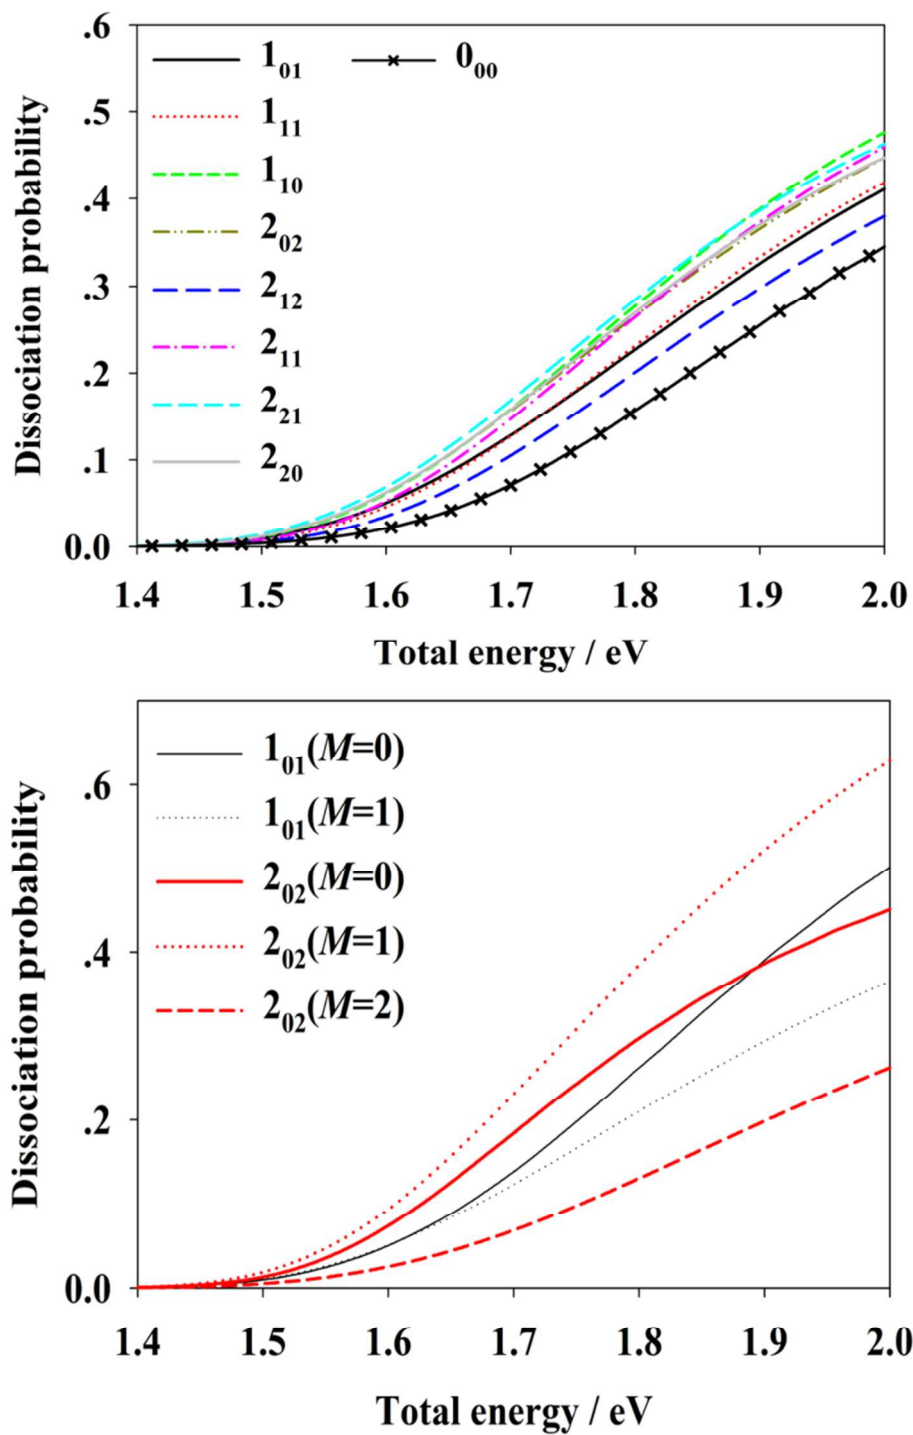 .6
1₀₁ 0₀₀
.5
1₁₁
1₁₀
.4
2₀₂
.3
2₁₂
2₁₁
.2
2₂₁
.1
2₂₀
0.0
1.4 1.5 1.6 1.7 1.8 1.9 2.0
Total energy / eV
Dissociation probability
1₀₁(M=0)
.6
1₀₁(M=1)
2₀₂(M=0)
.4
2₀₂(M=1)
2₀₂(M=2)
.2
0.0
1.4 1.5 1.6 1.7 1.8 1.9 2.0
Total energy / eV
Dissociation probability